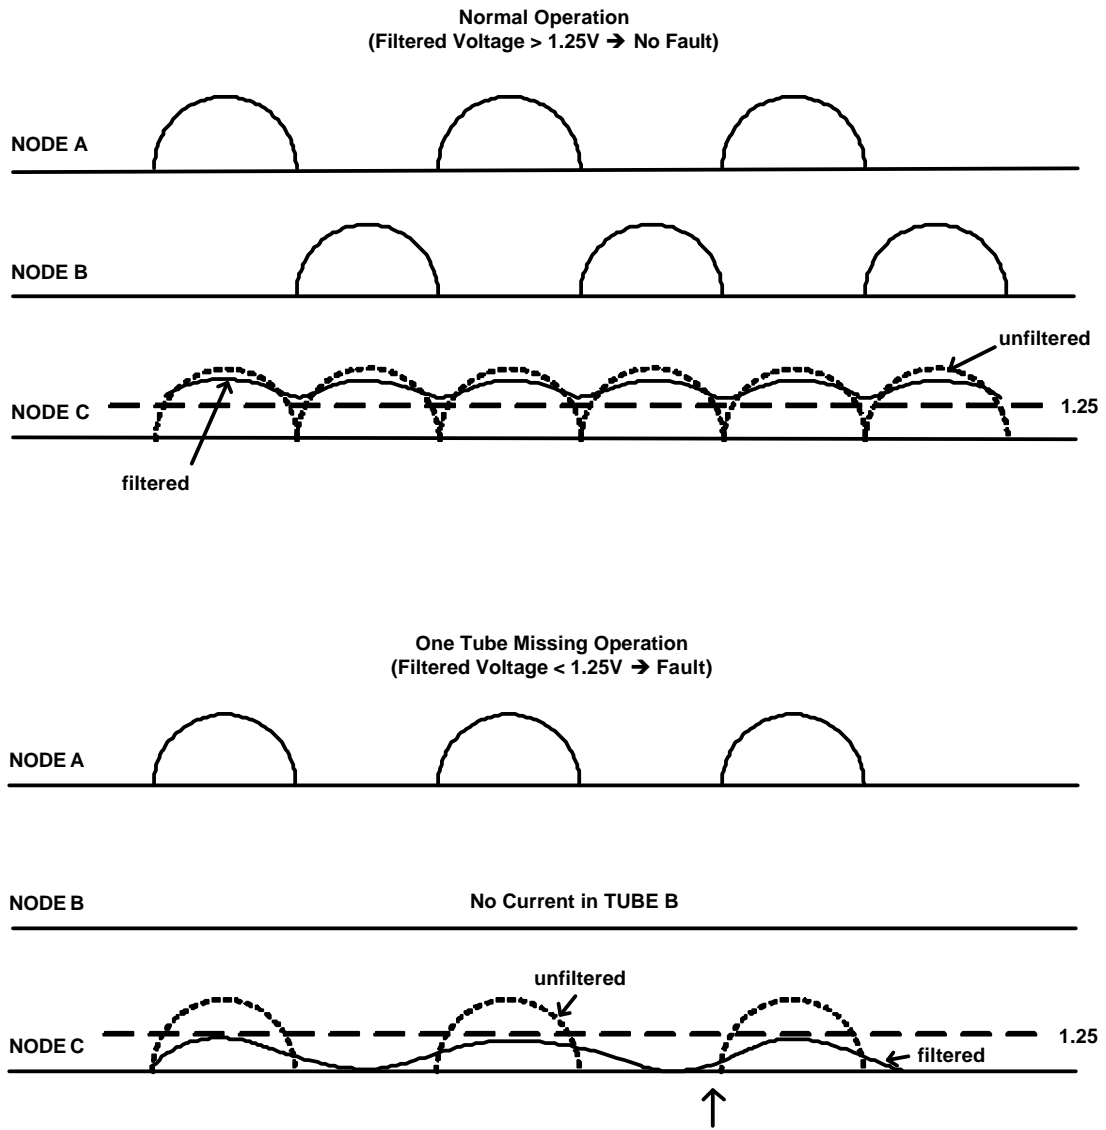 Normal Operation
(Filtered Voltage > 1.25V → No Fault)
NODE A
NODE B
unfiltered
NODE C
1.25
filtered
One Tube Missing Operation
(Filtered Voltage < 1.25V → Fault)
NODE A
NODE B
No Current in TUBE B
unfiltered
1.25
NODE C
filtered